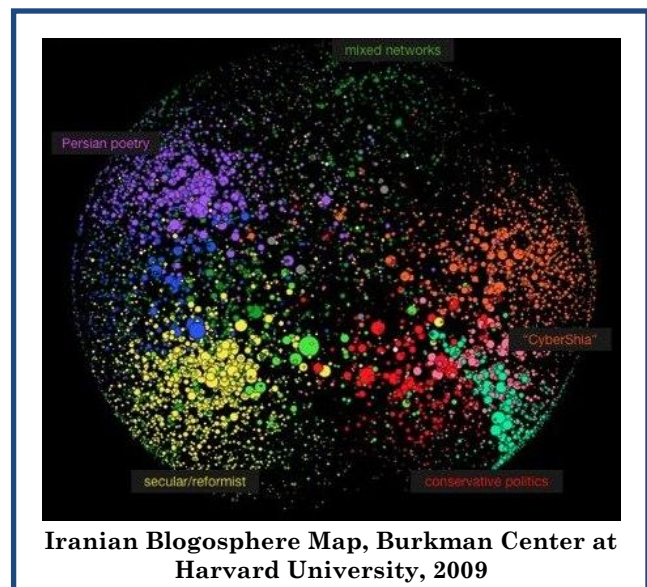 mixed networks
Persian poetry
"CyberShia"
secular/reformist
conservative politics
Iranian Blogosphere Map, Burkman Center at
Harvard University, 2009